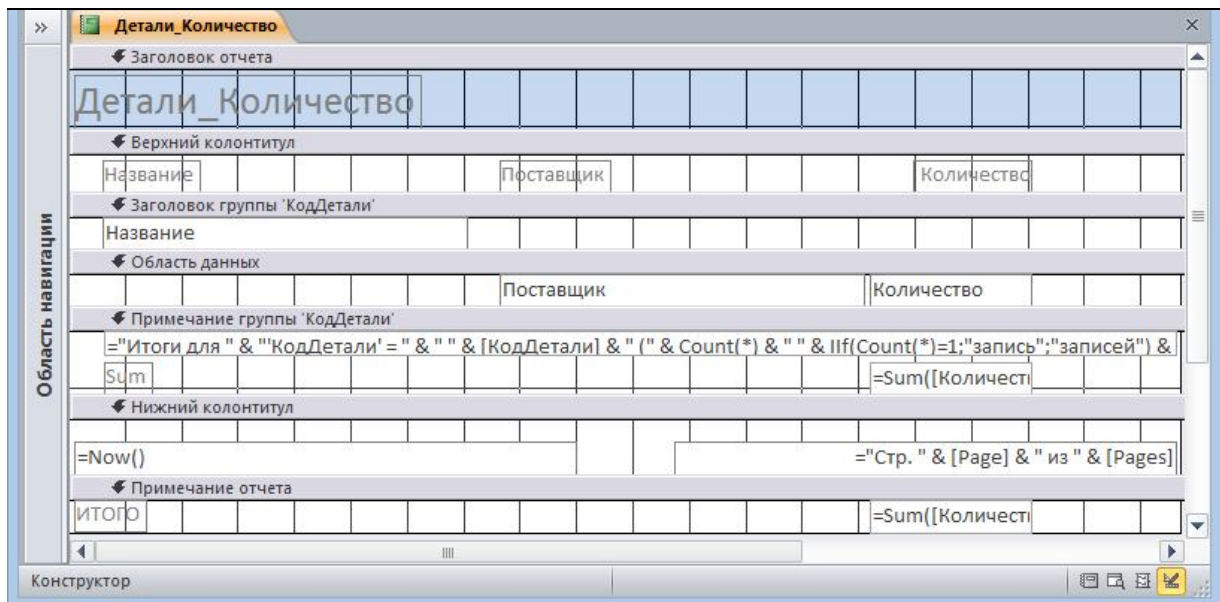 Детали_Количество
Заголовок отчета
Детали_Количество
Верхний колонтитул
Название Поставщик Количество
Заголовок группы 'КодДетали'
Название
Область данных
Поставщик Количество
Примечание группы 'КодДетали'
="Итоги для " & "'КодДетали' = " & " " & [КодДетали] & " (" & Count(*) & " " & IIf(Count(*)=1;"запись";"записей") &
Sum =Sum([Количест
Нижний колонтитул
=Now() ="Стр. " & [Page] & " из " & [Pages]
Примечание отчета
ИТОГО =Sum([Количест
Область навигации
Конструктор